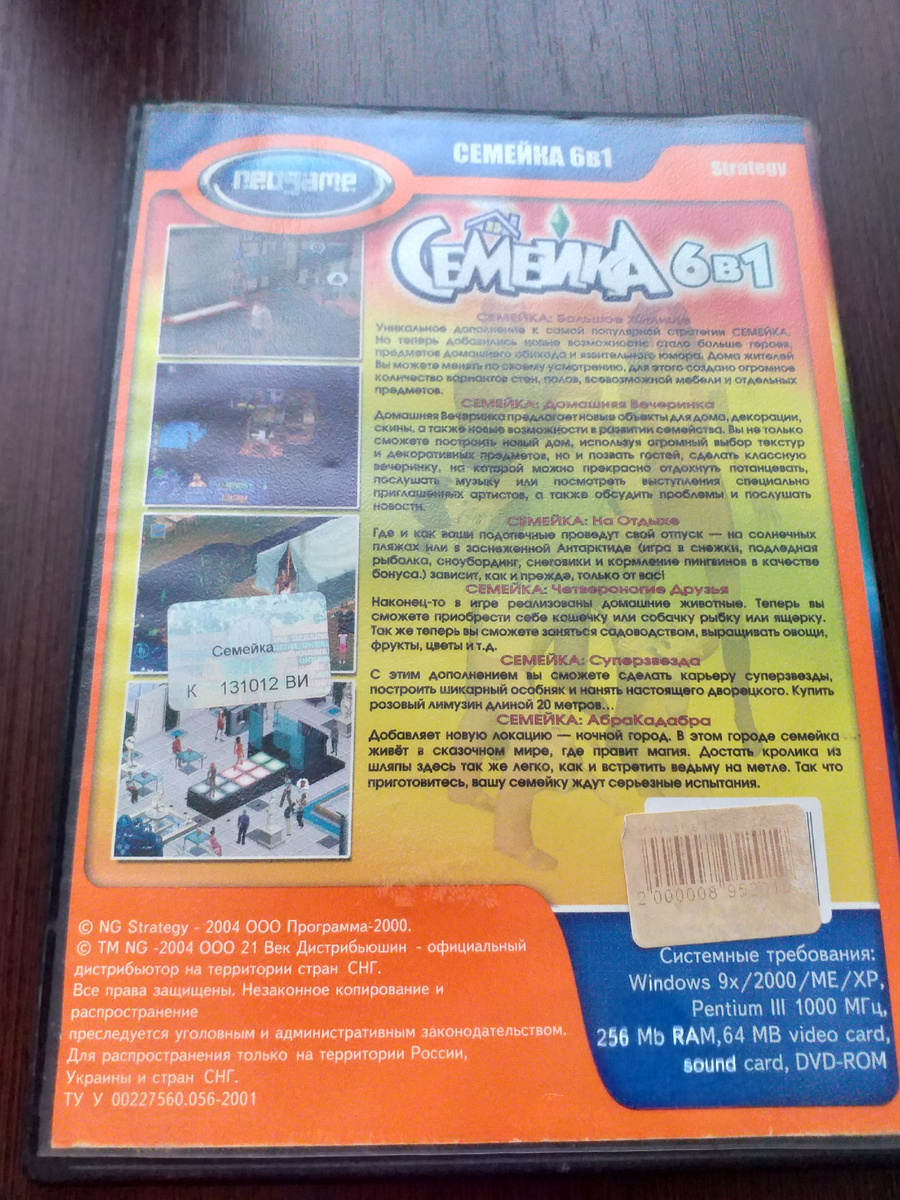 СЕМЕЙКА 6в1
Strategy
neogame
СЕМЕЙКА 6в1
СЕМЕЙКА: Большое Жилище
Уникальное дополнение к самой популярной стратегии СЕМЕЙКА.
Но теперь добавились новые возможности: стало больше героев,
предметов домашнего обихода и язвительного юмора. Дома жителей
Вы можете менять по своему усмотрению, для этого создано огромное
количество вариантов стен, полов, всевозможной мебели и отдельных
предметов.
СЕМЕЙКА: Домашняя Вечеринка
Домашняя Вечеринка предлагает новые объекты для дома, декорации,
скины, а также новые возможности в развитии семейства. Вы не только
сможете построить новый дом, используя огромный выбор текстур
и декоративных предметов, но и позвать гостей, сделать классную
вечеринку, на которой можно прекрасно отдохнуть потанцевать,
послушать музыку или посмотреть выступления специально
приглашенных артистов, а также обсудить проблемы и послушать
новости.
СЕМЕЙКА: На Отдыхе
Где и как ваши подопечные проведут свой отпуск — на солнечных
пляжах или в заснеженной Антарктиде (игра в снежки, подледная
рыбалка, сноубординг, снеговики и кормление пингвинов в качестве
бонуса.) зависит, как и прежде, только от вас!
СЕМЕЙКА: Четвероногие Друзья
Наконец-то в игре реализованы домашние животные. Теперь вы
сможете приобрести себе кошечку или собачку рыбку или ящерку.
Так же теперь вы сможете заняться садоводством, выращивать овощи,
фрукты, цветы и т.д.
СЕМЕЙКА: Суперзвезда
С этим дополнением вы сможете сделать карьеру суперзвезды,
построить шикарный особняк и нанять настоящего дворецкого. Купить
розовый лимузин длиной 20 метров...
СЕМЕЙКА: АбраКадабра
Добавляет новую локацию — ночной город. В этом городе семейка
живёт в сказочном мире, где правит магия. Достать кролика из
шляпы здесь так же легко, как и встретить ведьму на метле. Так что
приготовитесь, вашу семейку ждут серьезные испытания.
Семейка
К 131012 ВИ
2 000008
© NG Strategy - 2004 ООО Программа-2000.
© TM NG -2004 ООО 21 Век Дистрибьюшин - официальный
дистрибьютор на территории стран СНГ.
Все права защищены. Незаконное копирование и
распространение
преследуется уголовным и административным законодательством.
Для распространения только на территории России,
Украины и стран СНГ.
ТУ У 00227560.056-2001
Системные требования:
Windows 9x/2000/ME/XP,
Pentium III 1000 МГц,
256 Mb RAM,64 MB video card,
sound card, DVD-ROM